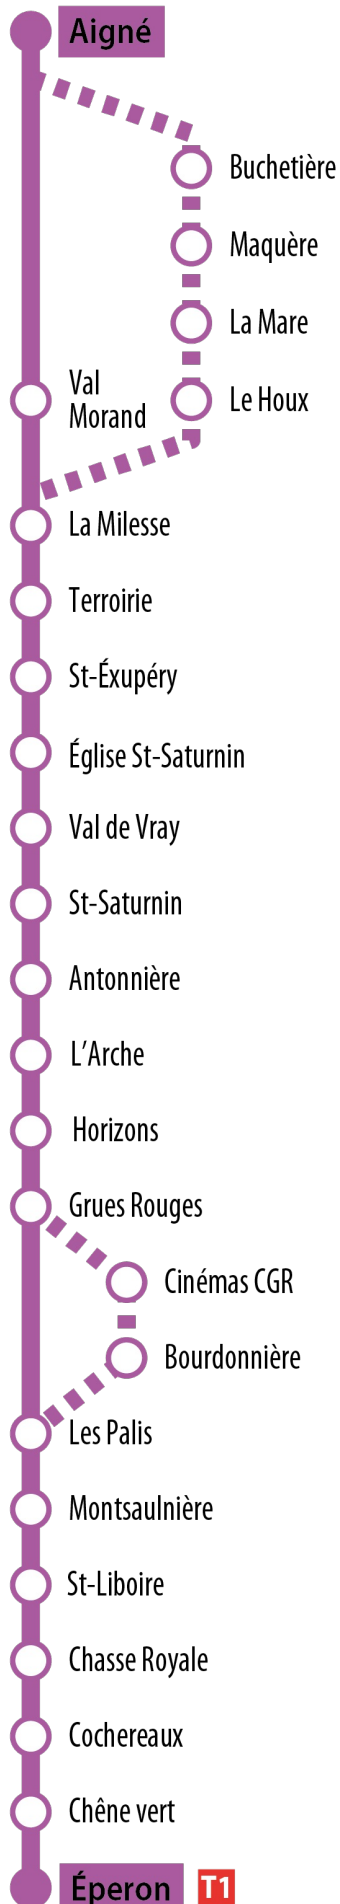 Aigné
Buchetière
Maquère
La Mare
Val
Morand
Le Houx
La Milesse
Terroirie
St-Éxupéry
Église St-Saturnin
Val de Vray
St-Saturnin
Antonnière
L'Arche
Horizons
Grues Rouges
Cinémas CGR
Bourdonnière
Les Palis
Montsaulnière
St-Liboire
Chasse Royale
Cochereaux
Chêne vert
Éperon T1